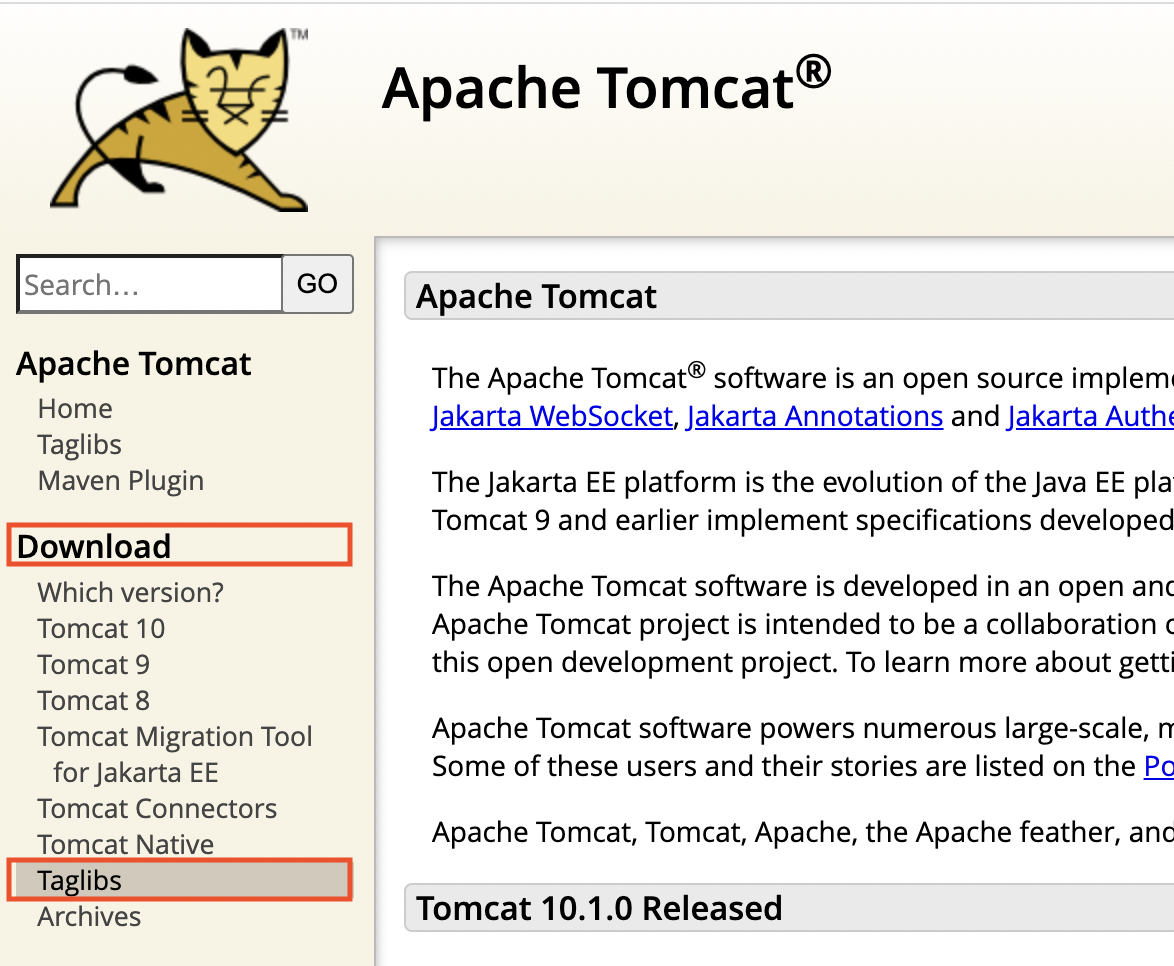 TM
Apache Tomcat®
Search…
GO
Apache Tomcat
Home
Taglibs
Maven Plugin
Download
Which version?
Tomcat 10
Tomcat 9
Tomcat 8
Tomcat Migration Tool
for Jakarta EE
Tomcat Connectors
Tomcat Native
Taglibs
Archives
Apache Tomcat
The Apache Tomcat® software is an open source
Jakarta WebSocket, Jakarta Annotations and Jakarta
The Jakarta EE platform is the evolution of the Java EE
Tomcat 9 and earlier implement specifications developed
The Apache Tomcat software is developed in an open
Apache Tomcat project is intended to be a collaboration
this open development project. To learn more about
Apache Tomcat software powers numerous large-scale,
Some of these users and their stories are listed on the
Apache Tomcat, Tomcat, Apache, the Apache feather, and
Tomcat 10.1.0 Released